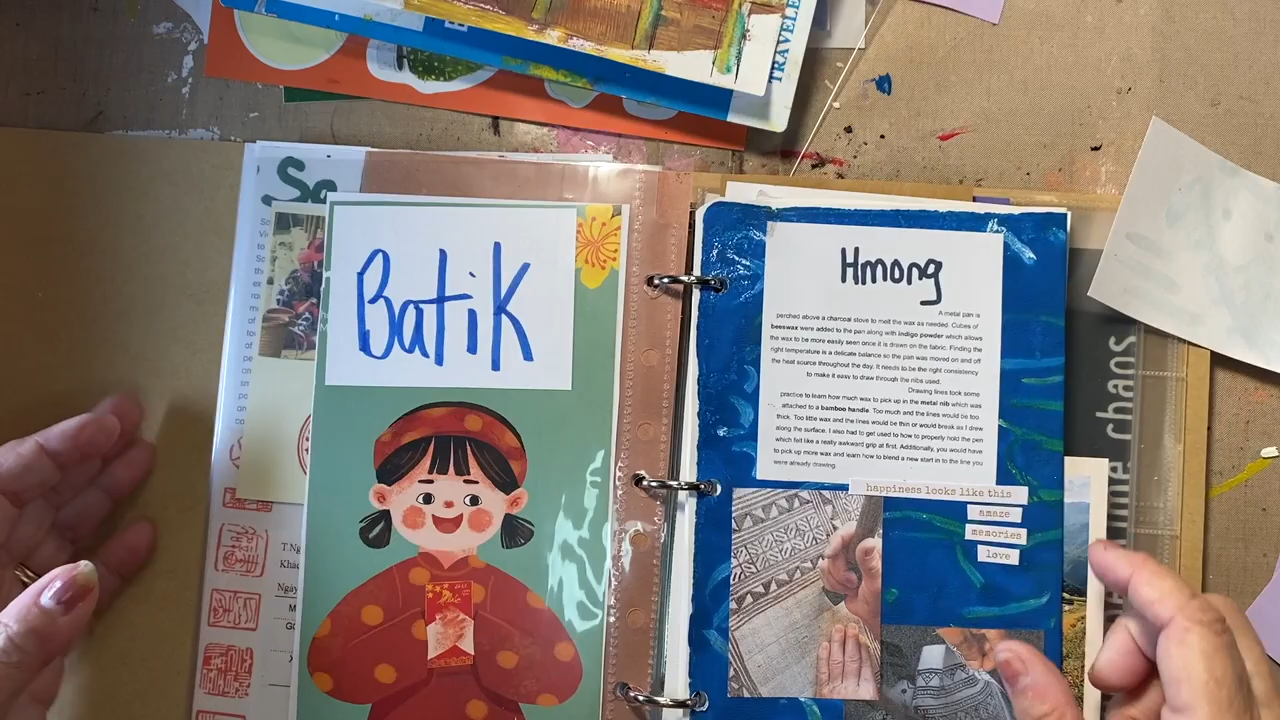 TRAVELE
Sa
Batik
T.Ng
Khác
Ngày
Hmong
A metal pan is
perched above a charcoal stove to melt the wax as needed. Cubes of
beeswax were added to the pan along with indigo powder which allows
the wax to be more easily seen once it is drawn on the fabric. Finding the
right temperature is a delicate balance so the pan was moved on and off
the heat source throughout the day. It needs to be the right consistency
to make it easy to draw through the nibs used.
Drawing lines took some
practice to learn how much wax to pick up in the metal nib which was
attached to a bamboo handle. Too much and the lines would be too
thick. Too little wax and the lines would be thin or would break as I drew
along the surface. I also had to get used to how to properly hold the pen
which felt like a really awkward grip at first. Additionally, you would have
to pick up more wax and learn how to blend a new start in to the line you
were already drawing.
happiness looks like this
amaze
memories
love
chaos